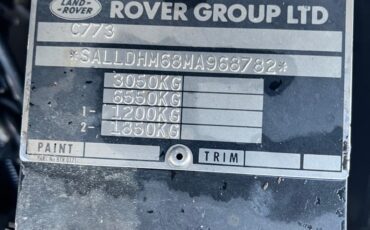 LAND-
ROVER
ROVER GROUP LTD
C773
*SALLDHM68MA968782*
3050KG
6550KG
1- 1200KG
2- 1850KG
PAINT TRIM